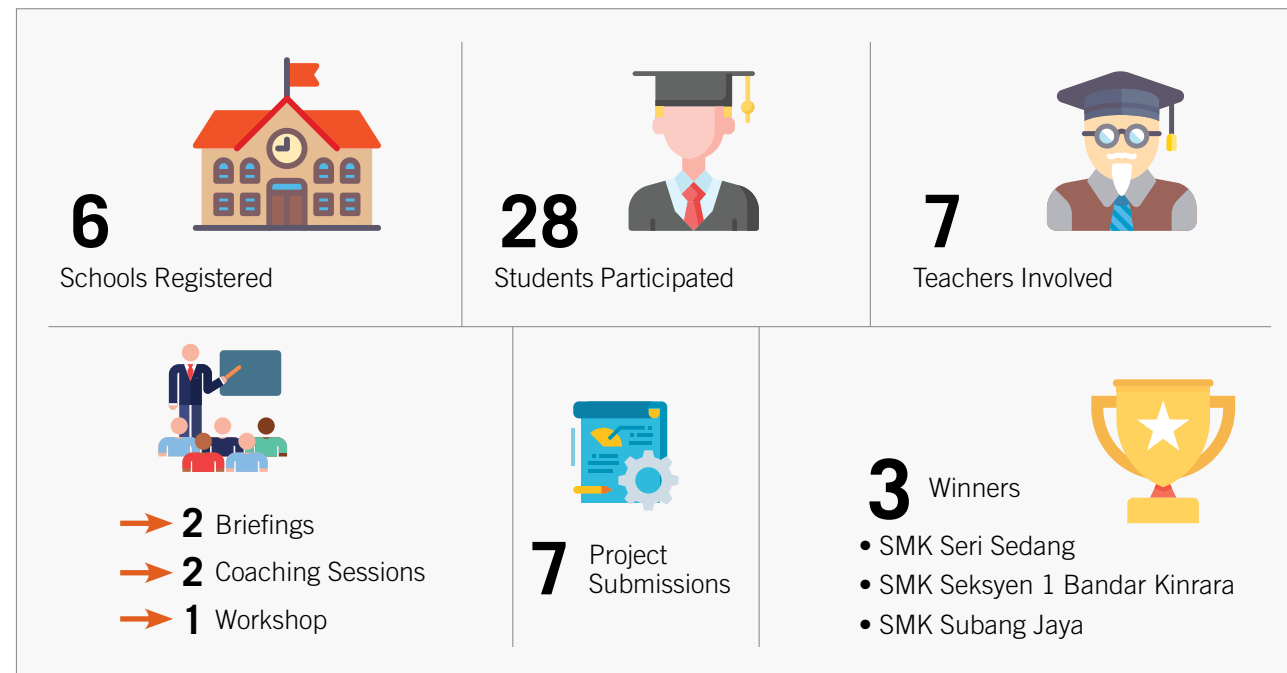 6
Schools Registered
28
Students Participated
7
Teachers Involved
2 Briefings
2 Coaching Sessions
1 Workshop
7 Project
Submissions
3 Winners
• SMK Seri Sedang
• SMK Seksyen 1 Bandar Kinrara
• SMK Subang Jaya